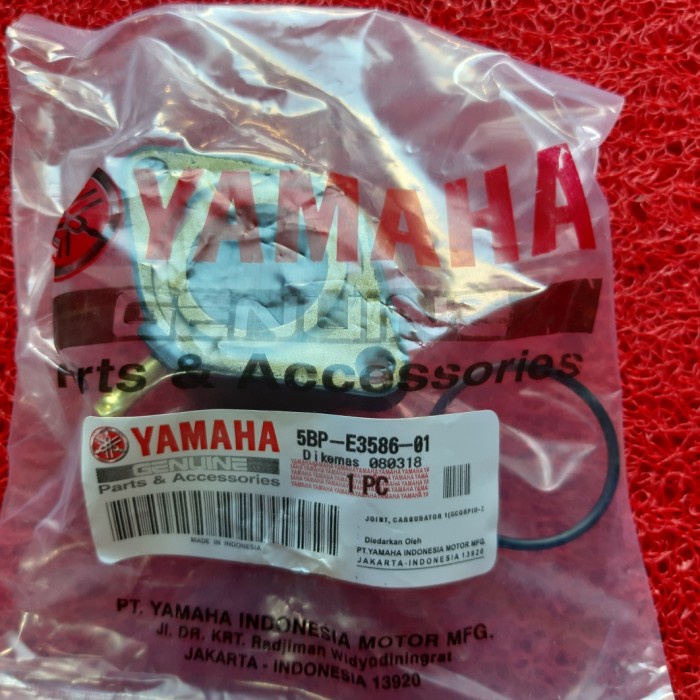 YAMAHA
GENUINE
Parts & Accessories
YAMAHA
GENUINE
Parts & Accessories
MADE IN INDONESIA
5BP-E3586-01
Dikemas 080318
1 PC
JOINT, CARBURATOR 1
Diedarkan Oleh
PT.YAMAHA INDONESIA MOTOR MFG.
JAKARTA-INDONESIA 13920
PT. YAMAHA INDONESIA MOTOR MFG.
Jl. DR. KRT. Radjiman Widyodiningrat
JAKARTA - INDONESIA 13920